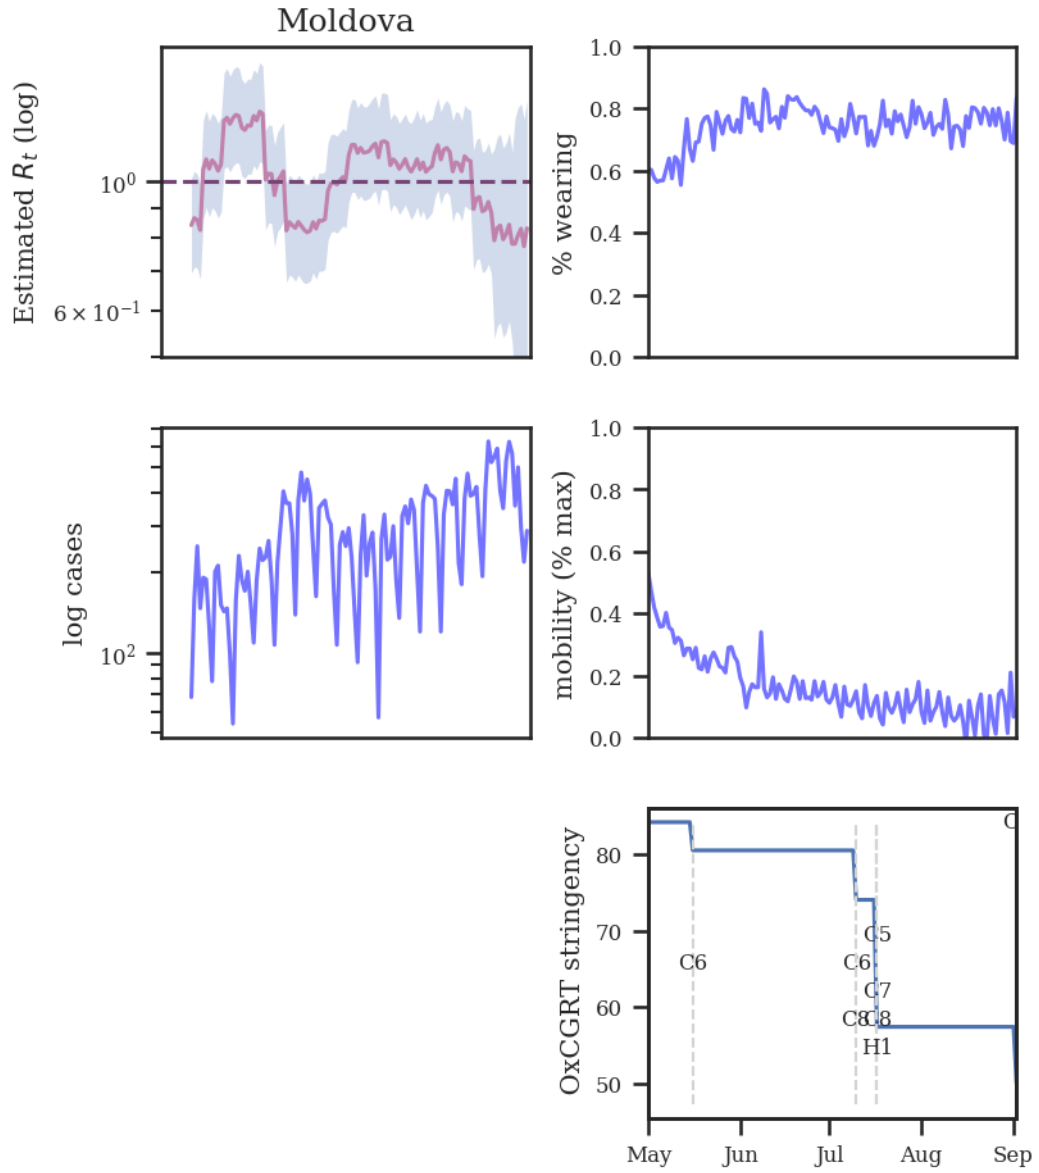 Moldova
Estimated R_t (log)
10^0
6 × 10^−1
% wearing
1.0
0.8
0.6
0.4
0.2
0.0
log cases
10^2
mobility (% max)
1.0
0.8
0.6
0.4
0.2
0.0
OxCGRT stringency
80
70
60
50
C
C5
C6
C6
C7
C8
C8
H1
May
Jun
Jul
Aug
Sep